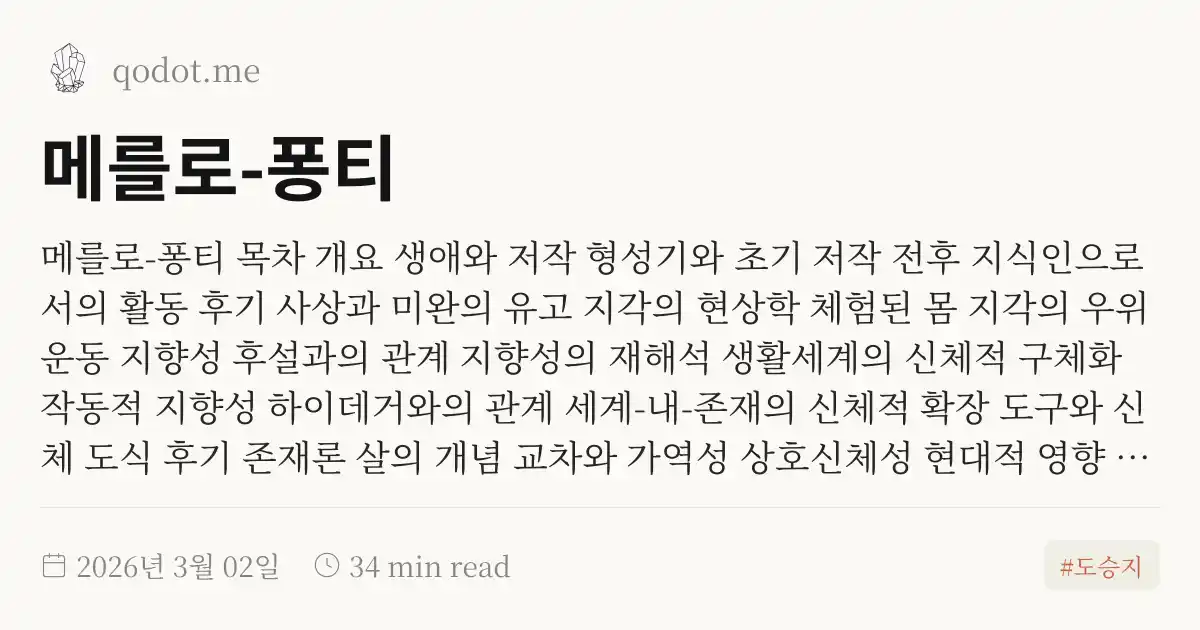 qodot.me
메를로-퐁티
메를로-퐁티 목차 개요 생애와 저작 형성기와 초기 저작 전후 지식인으로
서의 활동 후기 사상과 미완의 유고 지각의 현상학 체험된 몸 지각의 우위
운동 지향성 후설과의 관계 지향성의 재해석 생활세계의 신체적 구체화
작동적 지향성 하이데거와의 관계 세계-내-존재의 신체적 확장 도구와 신
체 도식 후기 존재론 살의 개념 교차와 가역성 상호신체성 현대적 영향 …
2026년 3월 02일
34 min read
#도승지